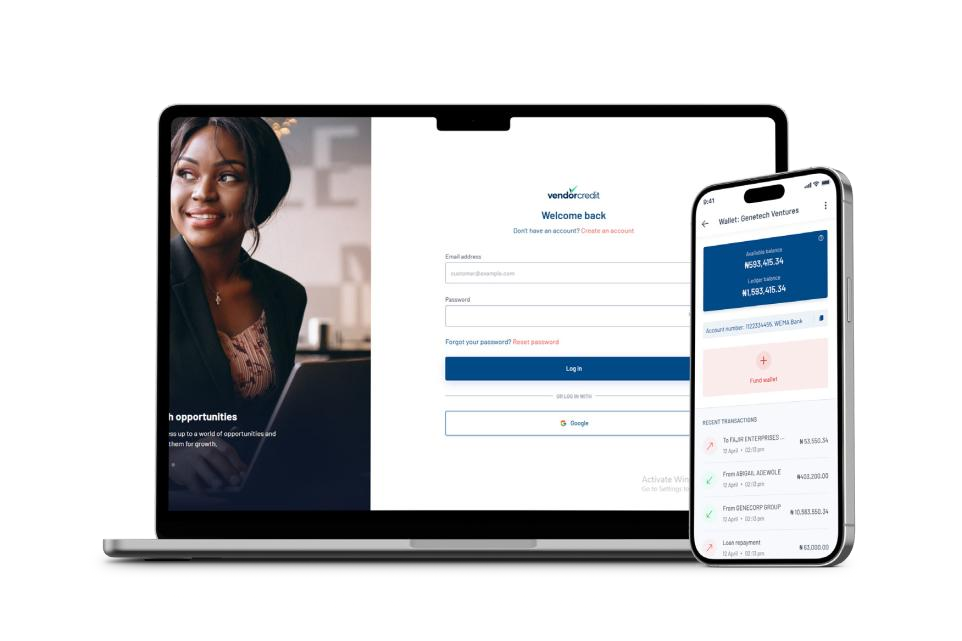 vendorcredit
Welcome back
Don't have an account? Create an account
Email address
customer@example.com
Password
Forgot your password? Reset password
Log in
OR LOG IN WITH
Google
h opportunities
ess up to a world of opportunities and
them for growth.
Activate Win
Go to Settings to
9:41
Wallet: Genetech Ventures
Available balance
₦593,415.34
Ledger balance
₦1,593,415.34
Account number: 1122334455, WEMA Bank
Fund wallet
RECENT TRANSACTIONS
To FAJIR ENTERPRISES ... ₦ 53,550.34
12 April • 02:13 pm
From ABIGAIL ADEWOLE ₦403,200.00
12 April • 02:13 pm
From GENECORP GROUP ₦ 10,563,550.34
12 April • 02:13 pm
Loan repayment ₦ 63,000.00
12 April • 02:13 pm